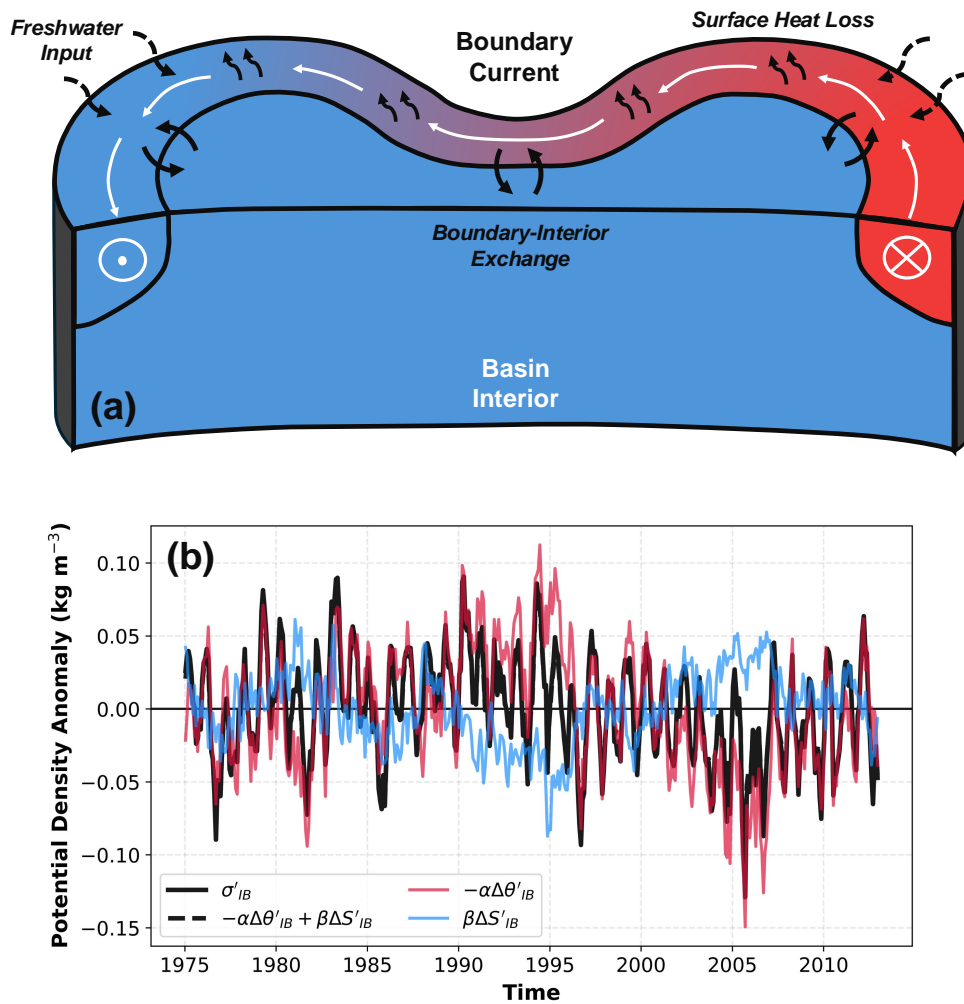 Freshwater
Input
Surface Heat Loss
Boundary
Current
Boundary-Interior
Exchange
Basin
Interior
(a)
(b)
Potential Density Anomaly (kg m⁻³)
0.10
0.05
0.00
−0.05
−0.10
−0.15
σ'IB
−αΔθ'IB + βΔS'IB
−αΔθ'IB
βΔS'IB
1975 1980 1985 1990 1995 2000 2005 2010
Time